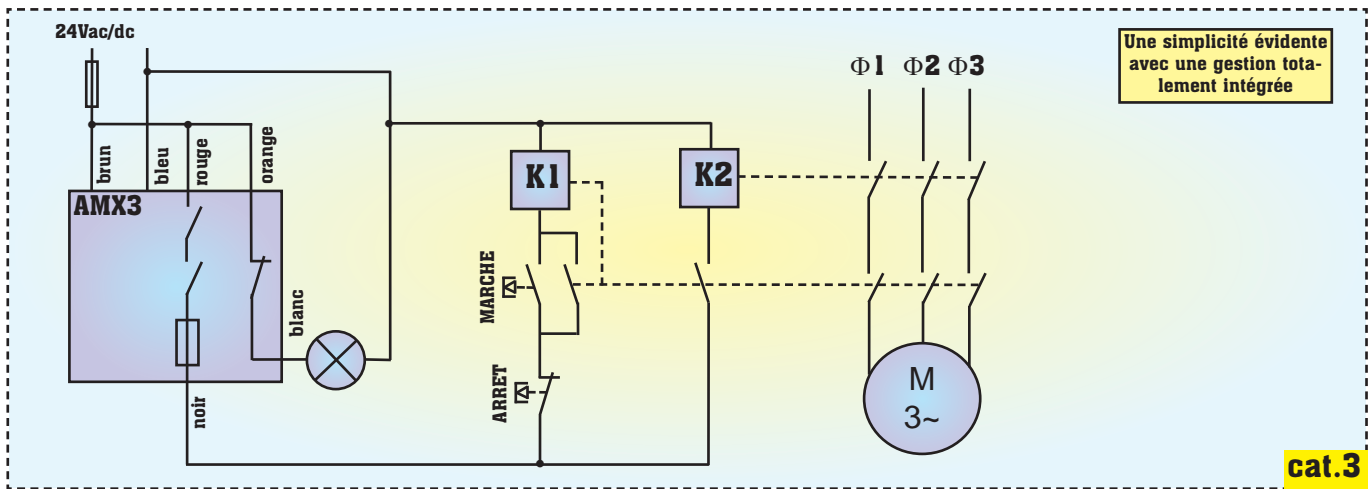 24Vac/dc
Une simplicité évidente
avec une gestion tota-
lement intégrée
Φ1 Φ2 Φ3
brun
bleu
rouge
orange
AMX3
K1
K2
MARCHE
blanc
ARRET
noir
M
3~
cat.3